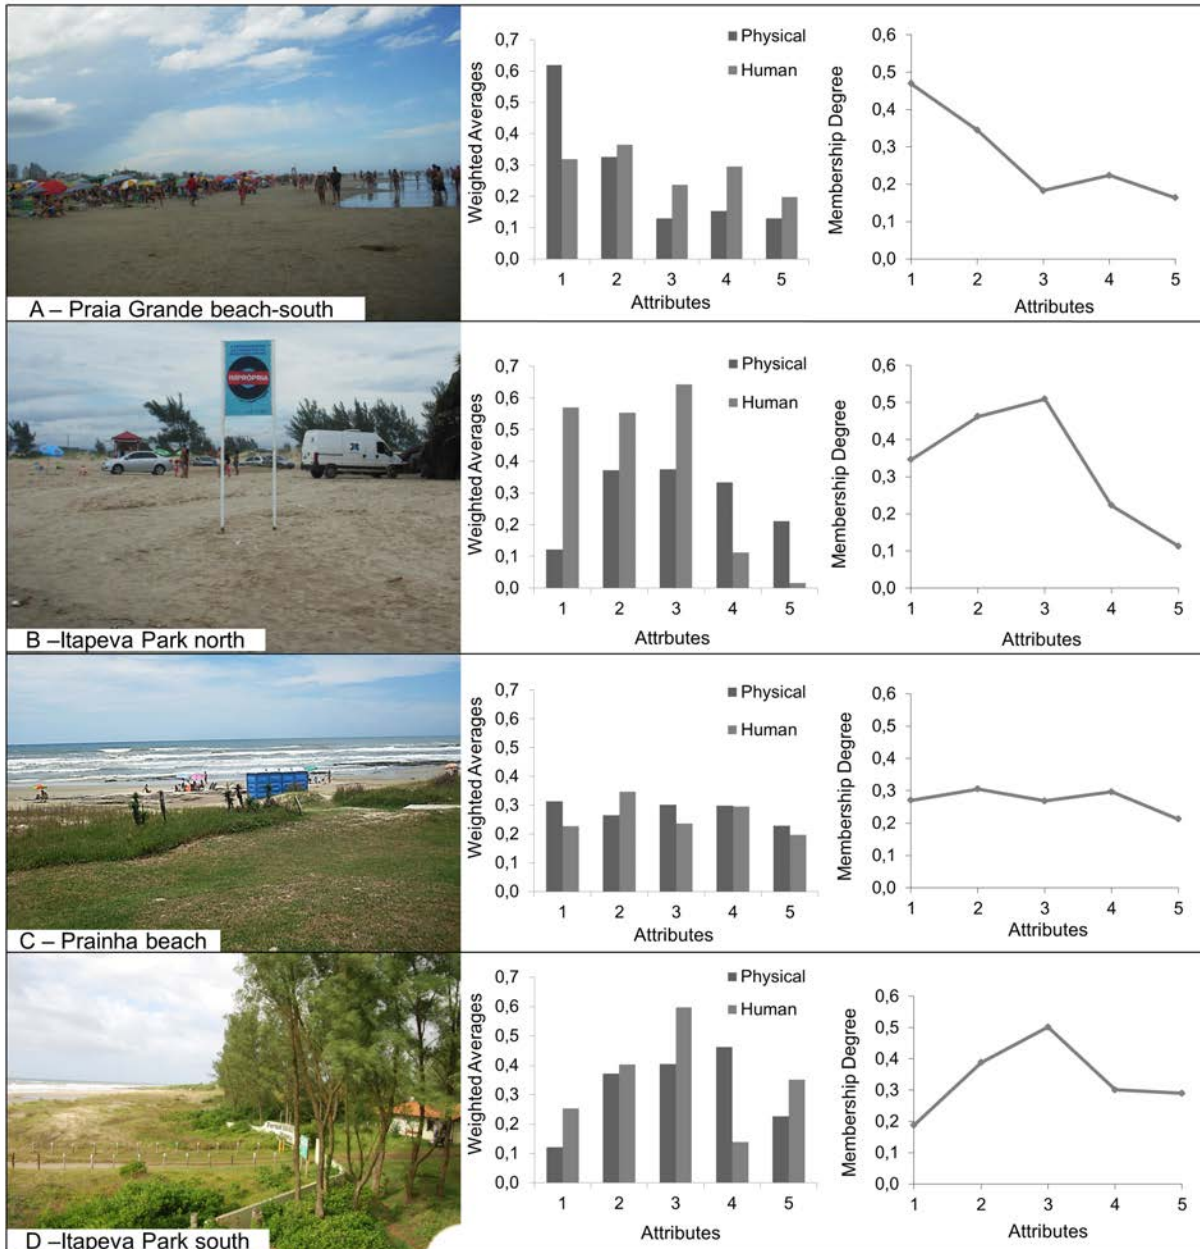 0,7
0,6
0,5
0,4
0,3
0,2
0,1
0,0
Weighted Averages
Physical
Human
1 2 3 4 5
Attributes
0,6
0,5
0,4
0,3
0,2
0,1
0,0
Membership Degree
1 2 3 4 5
Attributes
A – Praia Grande beach-south
IMPRÓPRIA
0,7
0,6
0,5
0,4
0,3
0,2
0,1
0,0
Weighted Averages
Physical
Human
1 2 3 4 5
Attrbutes
0,6
0,5
0,4
0,3
0,2
0,1
0,0
Membership Degree
1 2 3 4 5
Attributes
B –Itapeva Park north
0,7
0,6
0,5
0,4
0,3
0,2
0,1
0,0
Weighted Averages
Physical
Human
1 2 3 4 5
Attributes
0,6
0,5
0,4
0,3
0,2
0,1
0,0
Membership Degree
1 2 3 4 5
Attributes
C – Prainha beach
0,7
0,6
0,5
0,4
0,3
0,2
0,1
0,0
Weighted Averages
Physical
Human
1 2 3 4 5
Attributes
0,6
0,5
0,4
0,3
0,2
0,1
0,0
Membership Degree
1 2 3 4 5
Attributes
D –Itapeva Park south